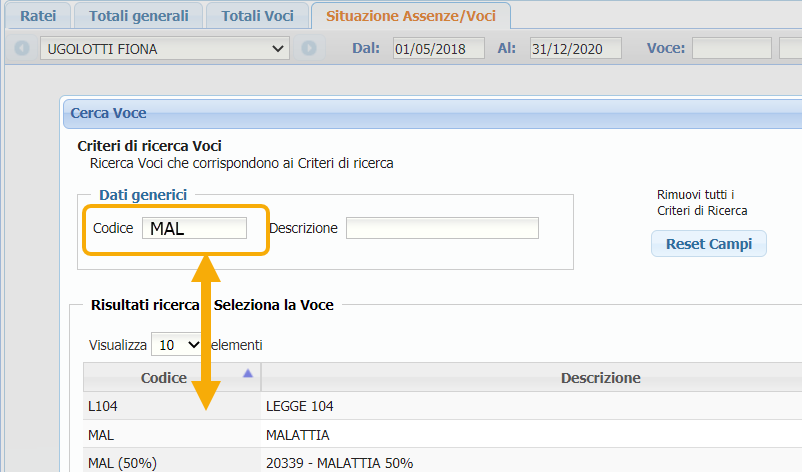 Ratei Totali generali Totali Voci Situazione Assenze/Voci
UGOLOTTI FIONA Dal: 01/05/2018 Al: 31/12/2020 Voce:
Cerca Voce
Criteri di ricerca Voci
Ricerca Voci che corrispondono ai Criteri di ricerca
Dati generici
Codice MAL Descrizione
Rimuovi tutti i
Criteri di Ricerca
Reset Campi
Risultati ricerca Seleziona la Voce
Visualizza 10 elementi
Codice Descrizione
L104 LEGGE 104
MAL MALATTIA
MAL (50%) 20339 - MALATTIA 50%